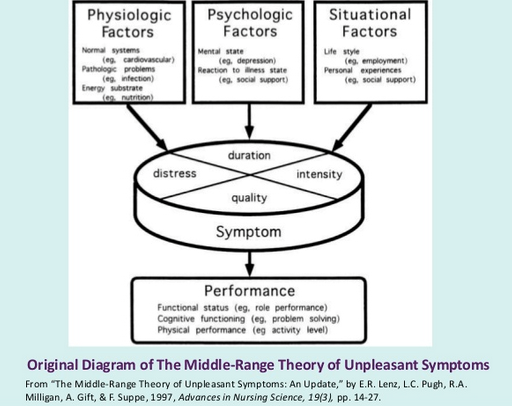 Physiologic
Factors
Normal systems
(eg, cardiovascular)
Pathologic problems
(eg, infection)
Energy substrate
(eg, nutrition)
Psychologic
Factors
Mental state
(eg, depression)
Reaction to illness state
(eg, social support)
Situational
Factors
Life style
(eg, employment)
Personal experiences
(eg, social support)
duration
distress
intensity
quality
Symptom
Performance
Functional status (eg, role performance)
Cognitive functioning (eg, problem solving)
Physical performance (eg activity level)
Original Diagram of The Middle-Range Theory of Unpleasant Symptoms
From “The Middle-Range Theory of Unpleasant Symptoms: An Update,” by E.R. Lenz, L.C. Pugh, R.A.
Milligan, A. Gift, & F. Suppe, 1997, Advances in Nursing Science, 19(3), pp. 14-27.